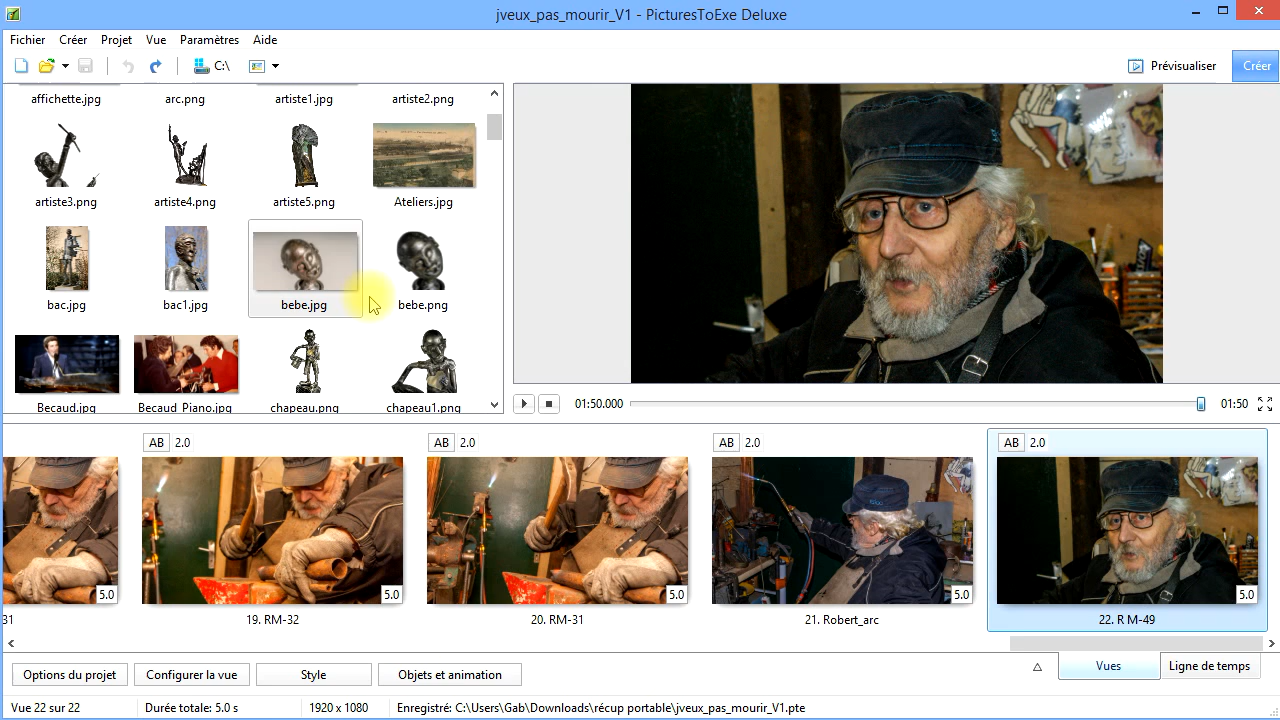 jveux_pas_mourir_V1 - PicturesToExe Deluxe
Fichier Créer Projet Vue Paramètres Aide
C:\ Prévisualiser Créer
affichette.jpg arc.png artiste1.jpg artiste2.png
artiste3.png artiste4.png artiste5.png Ateliers.jpg
bac.jpg bac1.jpg bebe.jpg bebe.png
Becaud.jpg Becaud_Piano.jpg chapeau.png chapeau1.png
01:50.000 01:50
AB 2.0 AB 2.0 AB 2.0 AB 2.0
5.0 5.0 5.0 5.0 5.0
31 19. RM-32 20. RM-31 21. Robert_arc 22. R M-49
Options du projet Configurer la vue Style Objets et animation Vues Ligne de temps
Vue 22 sur 22 Durée totale: 5.0 s 1920 x 1080 Enregistré: C:\Users\Gab\Downloads\récup portable\jveux_pas_mourir_V1.pte